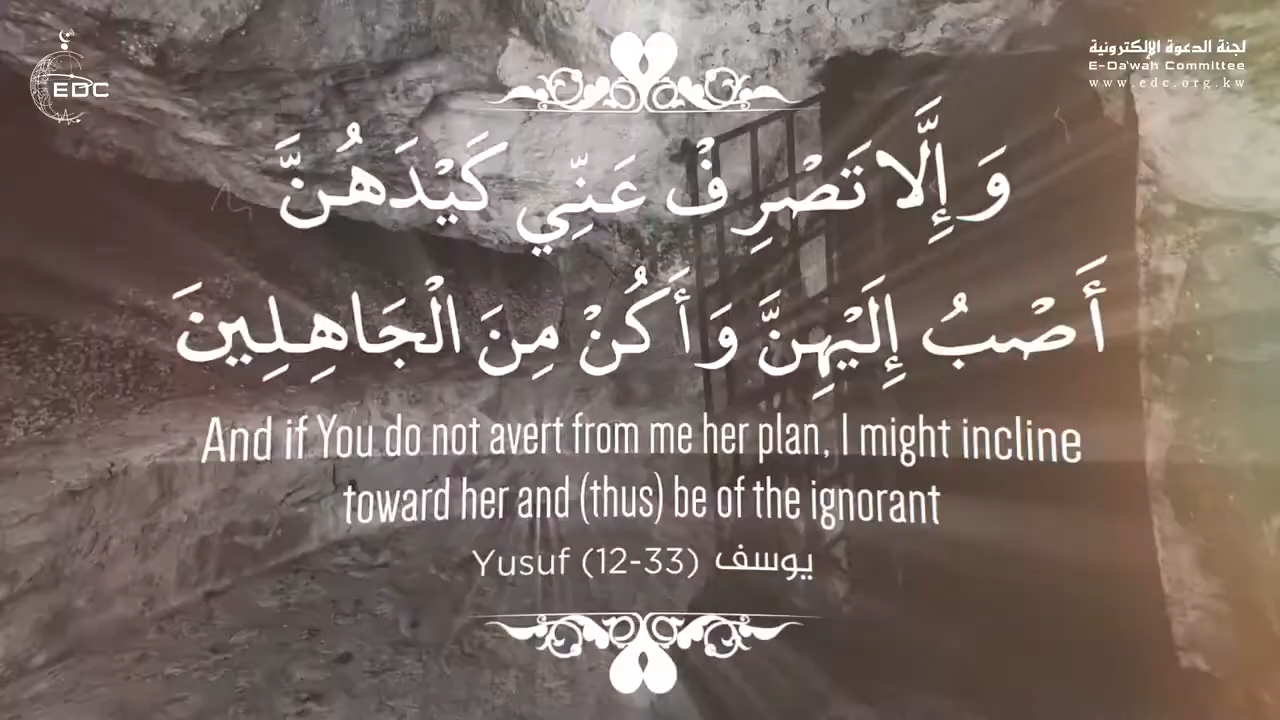 EDC
لجنة الدعوة الإلكترونية
E-Da'wah Committee
www.edc.org.kw
وَإِلَّا تَصْرِفْ عَنِّي كَيْدَهُنَّ
أَصْبُ إِلَيْهِنَّ وَأَكُنْ مِنَ الْجَاهِلِينَ
And if You do not avert from me her plan, I might incline
toward her and (thus) be of the ignorant
Yusuf (12-33) يوسف